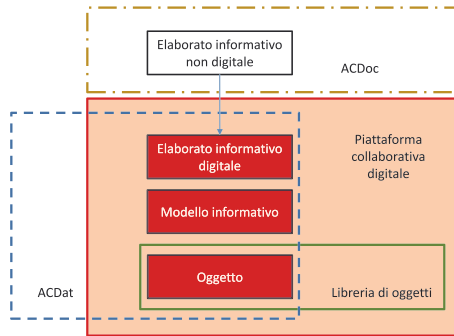 Elaborato informativo
non digitale
ACDoc
Elaborato informativo
digitale
Piattaforma
collaborativa
digitale
Modello informativo
Oggetto
ACDat
Libreria di oggetti